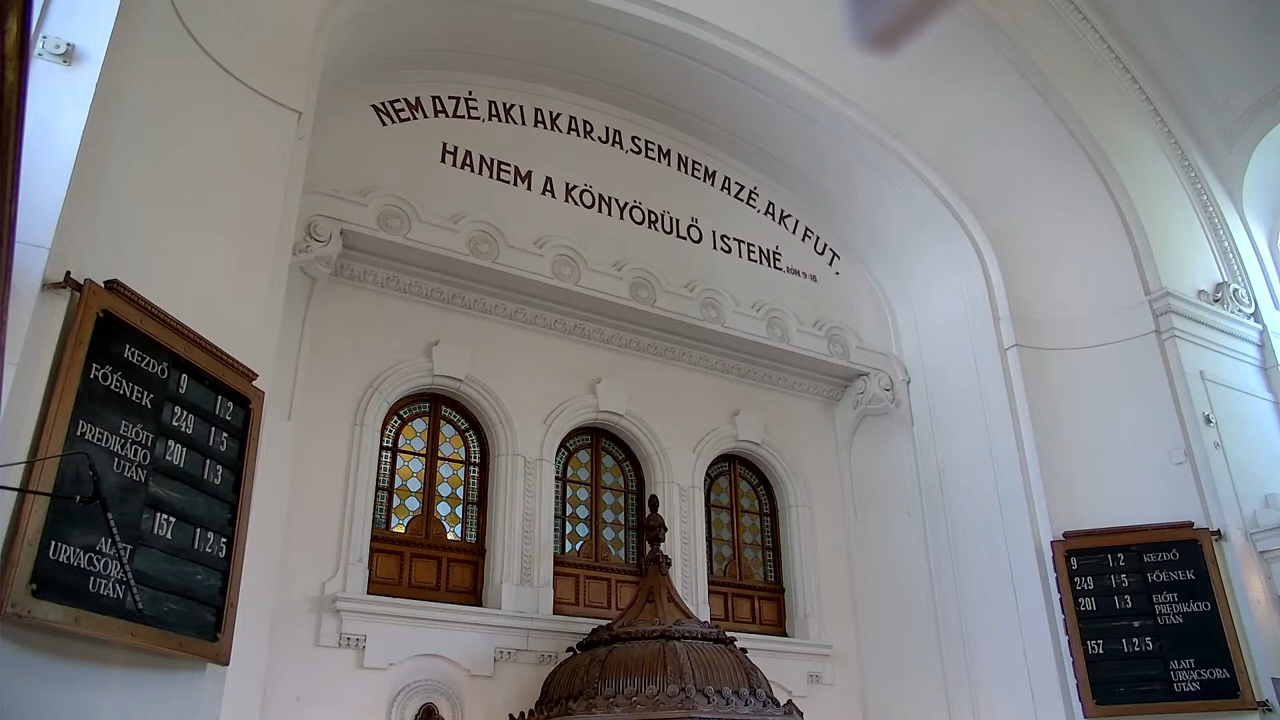 NEM AZÉ, AKI AKARJA, SEM NEM AZÉ, AKI FUT,
HANEM A KÖNYÖRÜLŐ ISTENÉ. RÓM. 9:16
KEZDŐ 9 1,2
FŐÉNEK 249 1-5
ELŐTT 201 1,3
PREDIKÁCIÓ
UTÁN
157 1,2,5
ALATT
URVACSORA
UTÁN
9 1,2 KEZDŐ
249 1-5 FŐÉNEK
201 1,3 ELŐTT
PREDIKÁCIÓ
UTÁN
157 1,2,5
ALATT
URVACSORA
UTÁN